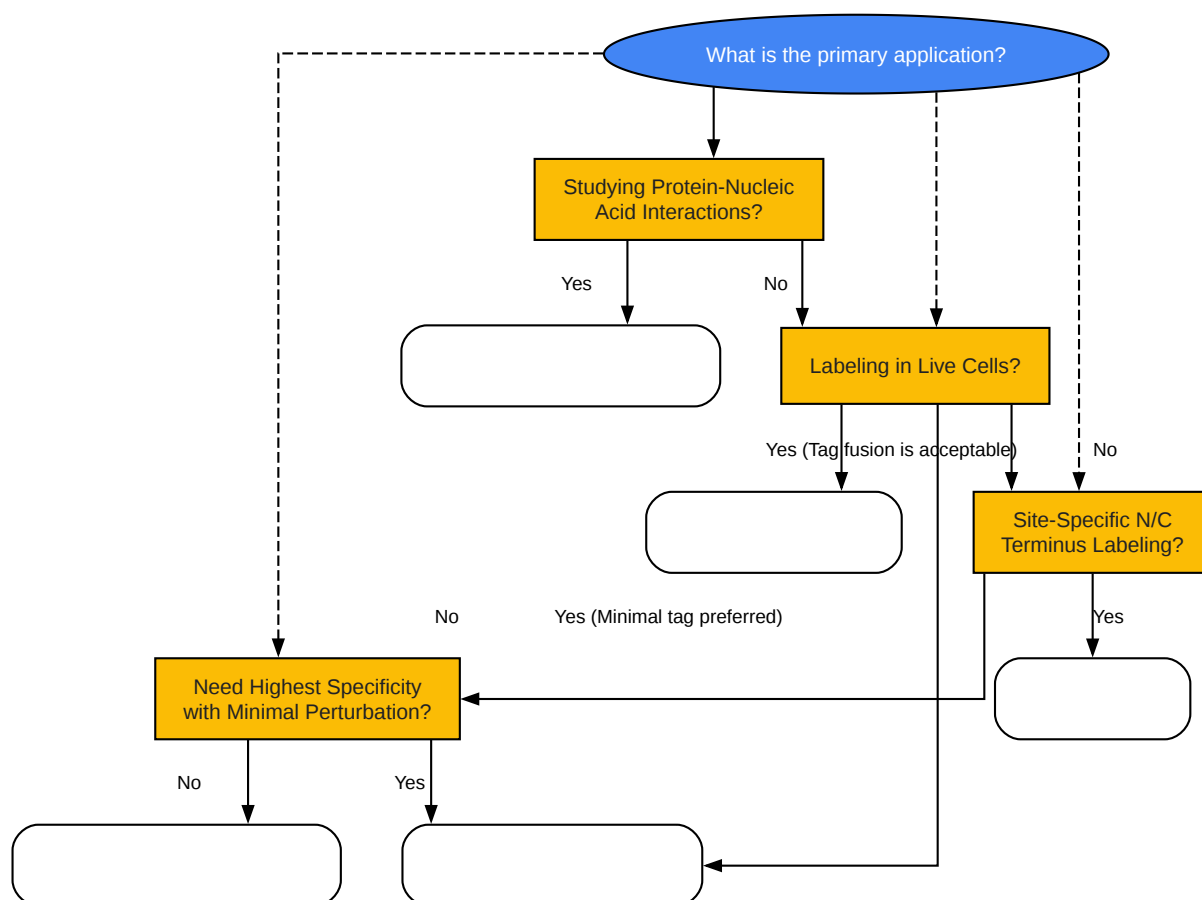 What is the primary application?
Studying Protein-Nucleic
Acid Interactions?
Yes
No
Labeling in Live Cells?
Yes (Tag fusion is acceptable)
No
Site-Specific N/C
Terminus Labeling?
No
Yes (Minimal tag preferred)
Yes
Need Highest Specificity
with Minimal Perturbation?
No
Yes